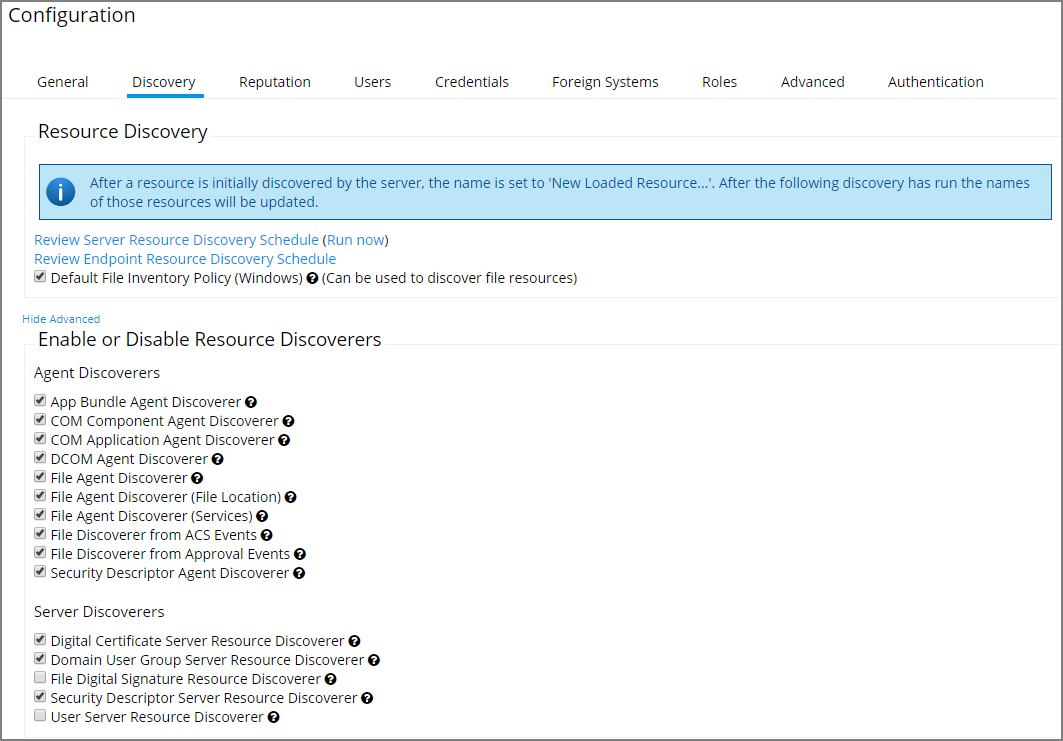 Configuration
General Discovery Reputation Users Credentials Foreign Systems Roles Advanced Authentication
Resource Discovery
After a resource is initially discovered by the server, the name is set to 'New Loaded Resource...'. After the following discovery has run the names
of those resources will be updated.
Review Server Resource Discovery Schedule (Run now)
Review Endpoint Resource Discovery Schedule
Default File Inventory Policy (Windows) ? (Can be used to discover file resources)
Hide Advanced
Enable or Disable Resource Discoverers
Agent Discoverers
App Bundle Agent Discoverer ?
COM Component Agent Discoverer ?
COM Application Agent Discoverer ?
DCOM Agent Discoverer ?
File Agent Discoverer ?
File Agent Discoverer (File Location) ?
File Agent Discoverer (Services) ?
File Discoverer from ACS Events ?
File Discoverer from Approval Events ?
Security Descriptor Agent Discoverer ?
Server Discoverers
Digital Certificate Server Resource Discoverer ?
Domain User Group Server Resource Discoverer ?
File Digital Signature Resource Discoverer ?
Security Descriptor Server Resource Discoverer ?
User Server Resource Discoverer ?